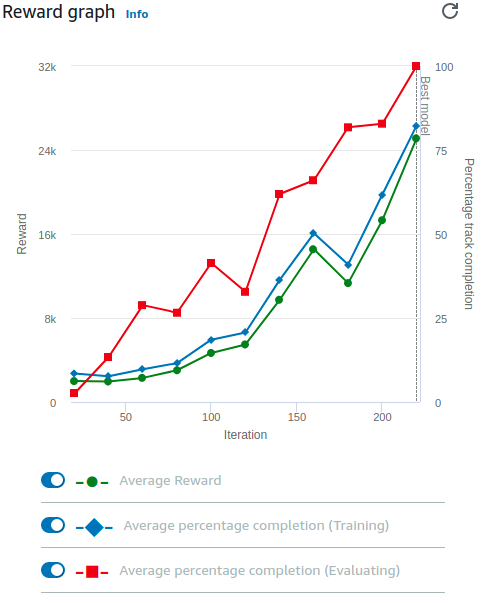 Reward graph Info
32k
24k
16k
8k
0
Reward
100
75
50
25
0
Percentage track completion
Best model
50
100
150
200
Iteration
Average Reward
Average percentage completion (Training)
Average percentage completion (Evaluating)